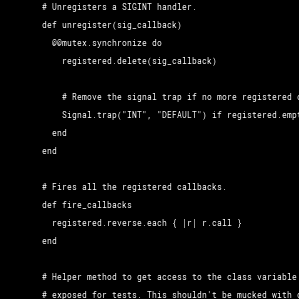 # Unregisters a SIGINT handler.
def unregister(sig_callback)
@@mutex.synchronize do
registered.delete(sig_callback)
# Remove the signal trap if no more registered
Signal.trap("INT", "DEFAULT") if registered.empt
end
end
# Fires all the registered callbacks.
def fire_callbacks
registered.reverse.each { |r| r.call }
end
# Helper method to get access to the class variable
# exposed for tests. This shouldn't be mucked with